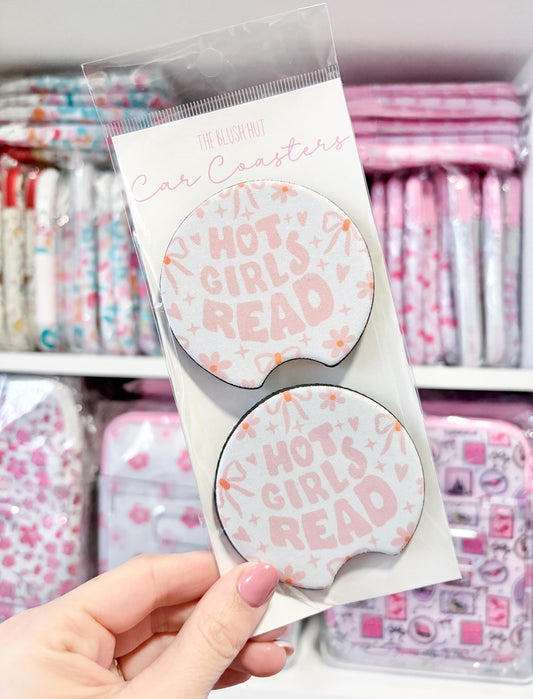 THE BLUSH HUT
Car Coasters
HOT
GIRLS
READ
HOT
GIRLS
READ